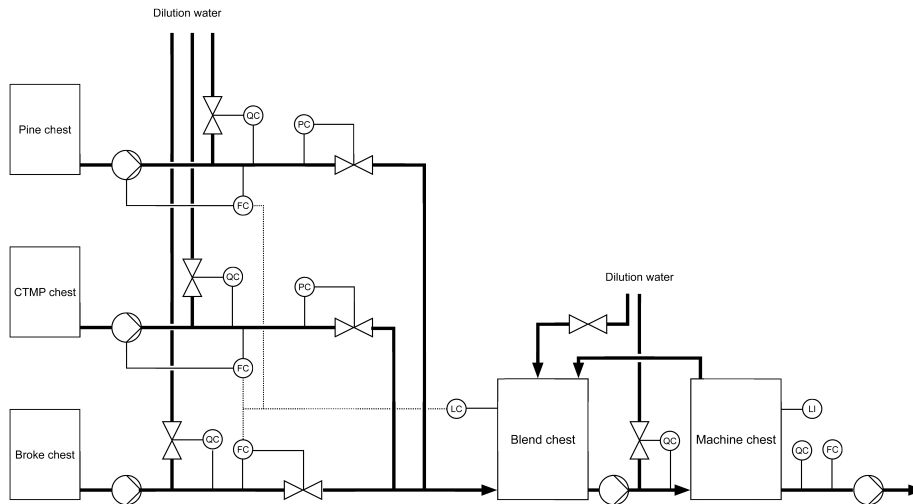 Dilution water
Pine chest
QC
PC
FC
CTMP chest
QC
PC
FC
Dilution water
Broke chest
QC
FC
LC
Blend chest
QC
Machine chest
LI
QC
FC